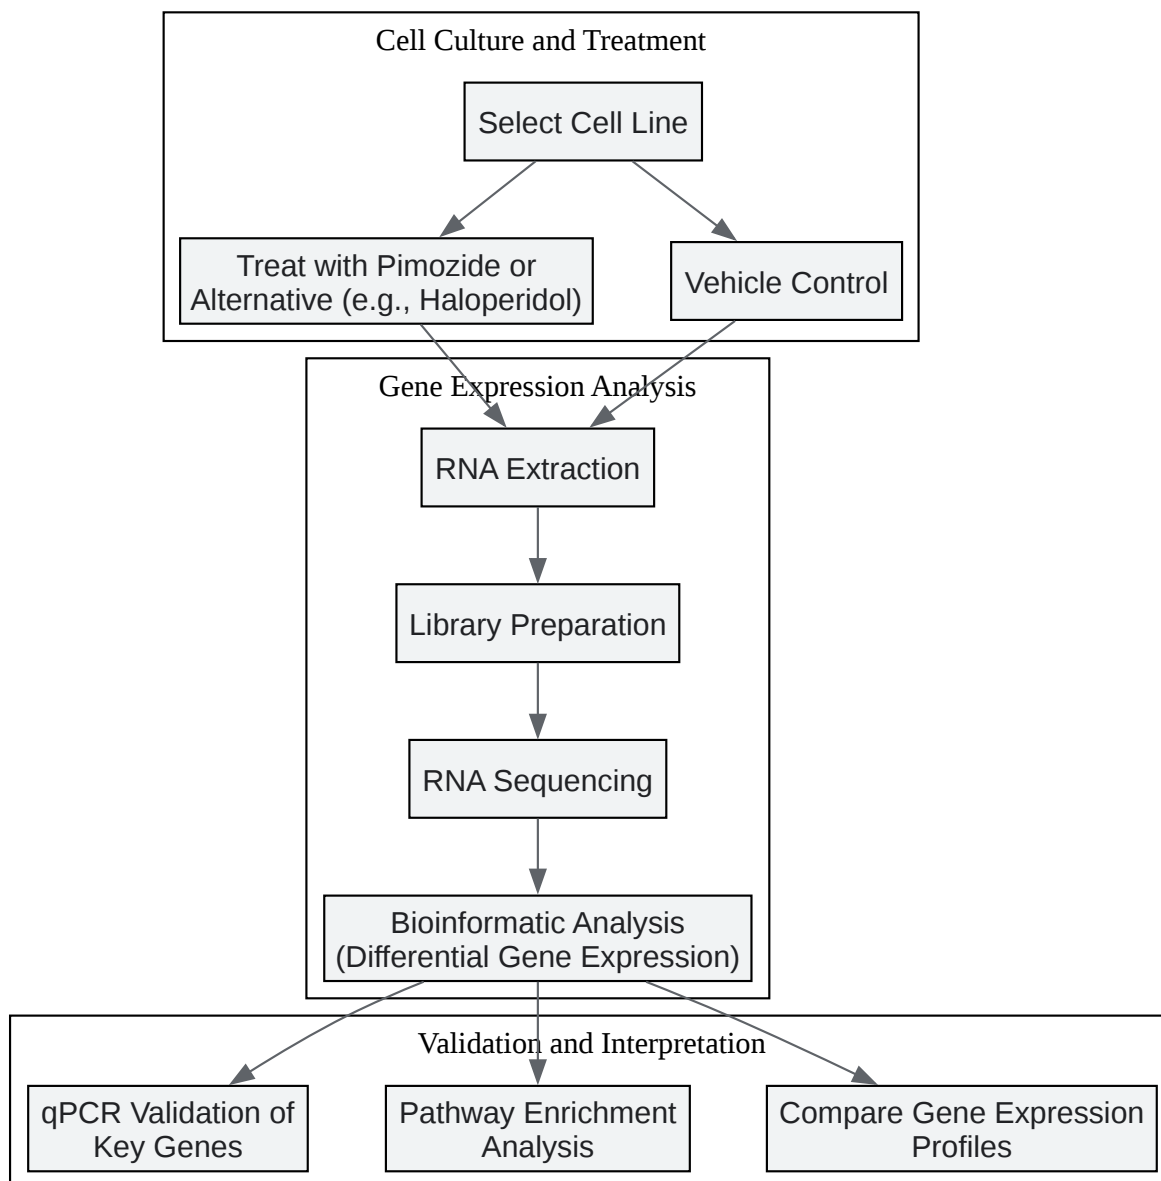 Cell Culture and Treatment
Select Cell Line
Treat with Pimozide or
Alternative (e.g., Haloperidol)
Vehicle Control
Gene Expression Analysis
RNA Extraction
Library Preparation
RNA Sequencing
Bioinformatic Analysis
(Differential Gene Expression)
Validation and Interpretation
qPCR Validation of
Key Genes
Pathway Enrichment
Analysis
Compare Gene Expression
Profiles